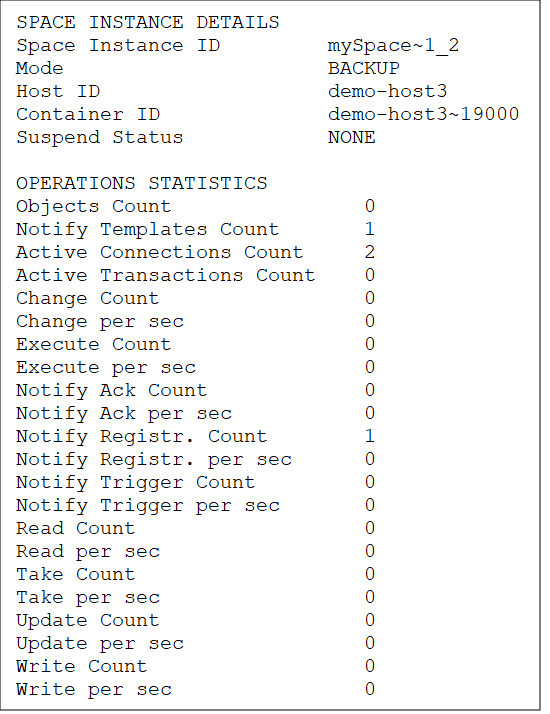 SPACE INSTANCE DETAILS
Space Instance ID mySpace~1_2
Mode BACKUP
Host ID demo-host3
Container ID demo-host3~19000
Suspend Status NONE
OPERATIONS STATISTICS
Objects Count 0
Notify Templates Count 1
Active Connections Count 2
Active Transactions Count 0
Change Count 0
Change per sec 0
Execute Count 0
Execute per sec 0
Notify Ack Count 0
Notify Ack per sec 0
Notify Registr. Count 1
Notify Registr. per sec 0
Notify Trigger Count 0
Notify Trigger per sec 0
Read Count 0
Read per sec 0
Take Count 0
Take per sec 0
Update Count 0
Update per sec 0
Write Count 0
Write per sec 0